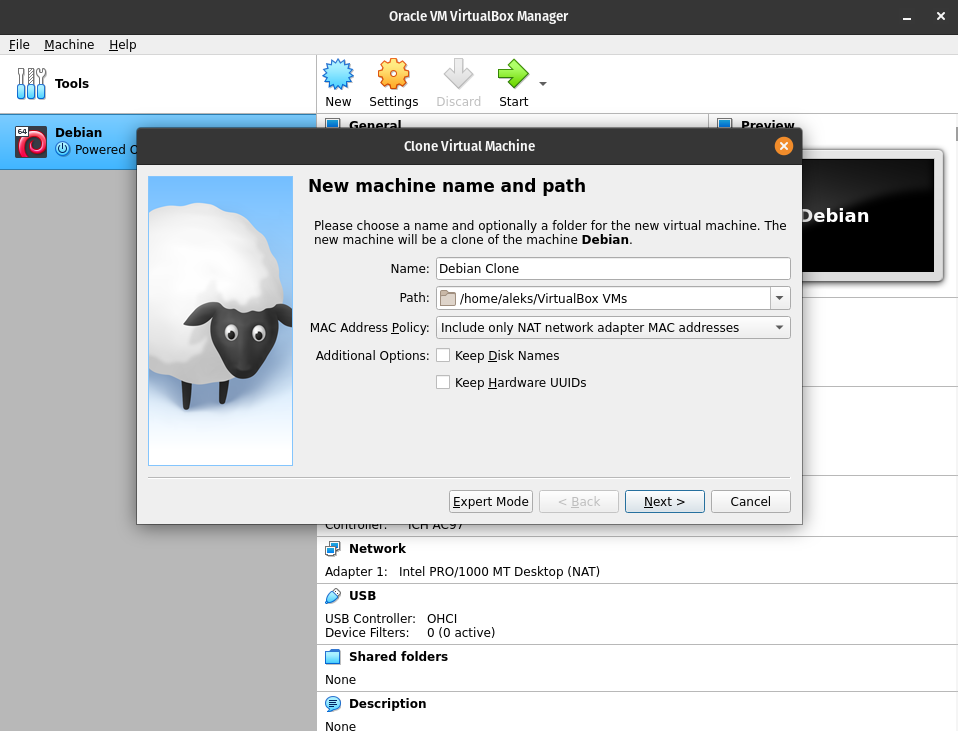 Oracle VM VirtualBox Manager
File Machine Help
Tools
New Settings Discard Start
64
Debian
Powered O
General
Preview
Debian
Clone Virtual Machine
New machine name and path
Please choose a name and optionally a folder for the new virtual machine. The
new machine will be a clone of the machine Debian.
Name: Debian Clone
Path: /home/aleks/VirtualBox VMs
MAC Address Policy: Include only NAT network adapter MAC addresses
Additional Options: Keep Disk Names
Keep Hardware UUIDs
Expert Mode < Back Next > Cancel
Controller: ICH AC97
Network
Adapter 1: Intel PRO/1000 MT Desktop (NAT)
USB
USB Controller: OHCI
Device Filters: 0 (0 active)
Shared folders
None
Description
None